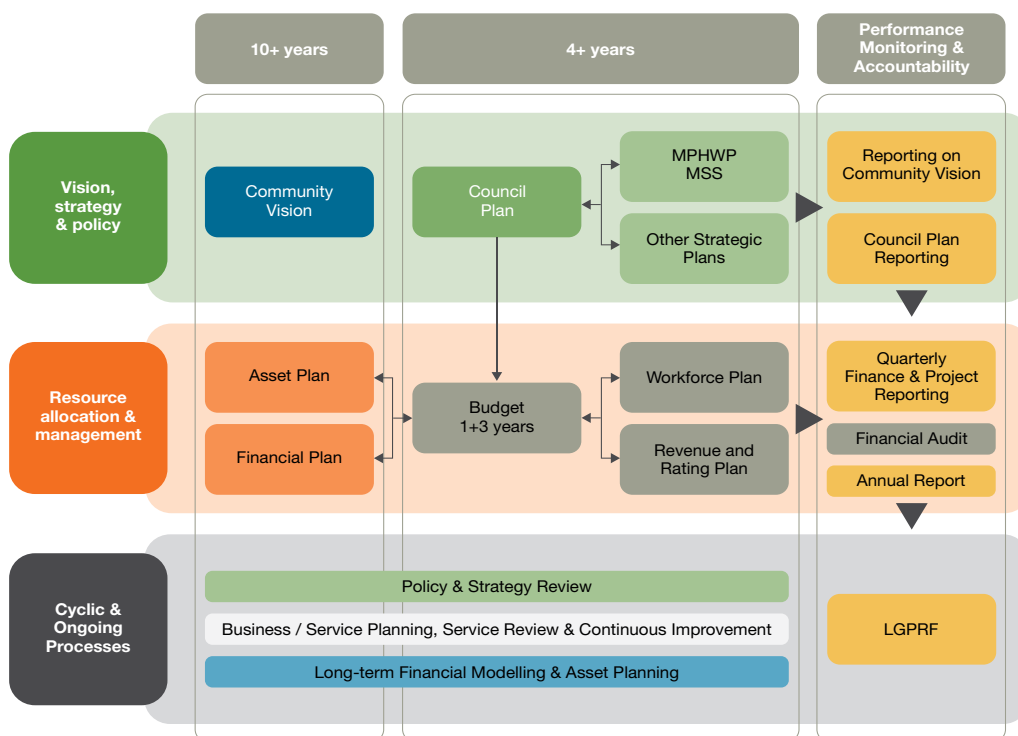 10+ years
4+ years
Performance
Monitoring &
Accountability
Vision,
strategy
& policy
Community
Vision
Council
Plan
MPHWP
MSS
Other Strategic
Plans
Reporting on
Community Vision
Council Plan
Reporting
Resource
allocation &
management
Asset Plan
Financial Plan
Budget
1+3 years
Workforce Plan
Revenue and
Rating Plan
Quarterly
Finance & Project
Reporting
Financial Audit
Annual Report
Cyclic &
Ongoing
Processes
Policy & Strategy Review
Business / Service Planning, Service Review & Continuous Improvement
Long-term Financial Modelling & Asset Planning
LGPRF